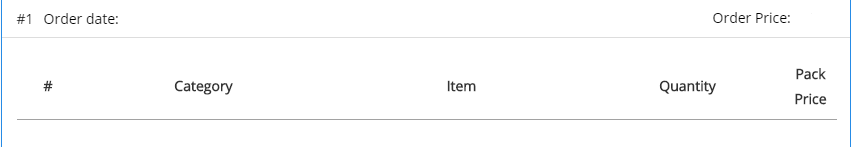 #1 Order date: Order Price:
# Category Item Quantity Pack Price